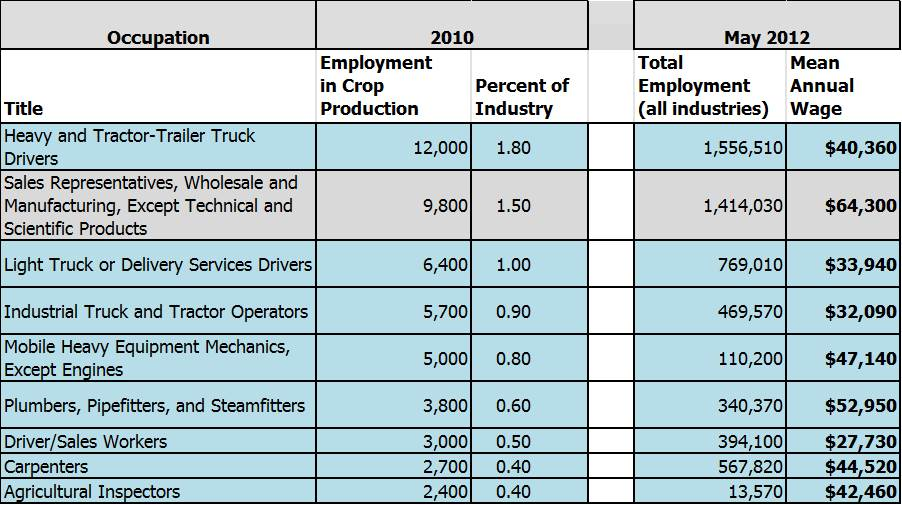 Occupation 2010 May 2012
Title Employment in Crop Production Percent of Industry Total Employment (all industries) Mean Annual Wage
Heavy and Tractor-Trailer Truck Drivers 12,000 1.80 1,556,510 $40,360
Sales Representatives, Wholesale and Manufacturing, Except Technical and Scientific Products 9,800 1.50 1,414,030 $64,300
Light Truck or Delivery Services Drivers 6,400 1.00 769,010 $33,940
Industrial Truck and Tractor Operators 5,700 0.90 469,570 $32,090
Mobile Heavy Equipment Mechanics, Except Engines 5,000 0.80 110,200 $47,140
Plumbers, Pipefitters, and Steamfitters 3,800 0.60 340,370 $52,950
Driver/Sales Workers 3,000 0.50 394,100 $27,730
Carpenters 2,700 0.40 567,820 $44,520
Agricultural Inspectors 2,400 0.40 13,570 $42,460